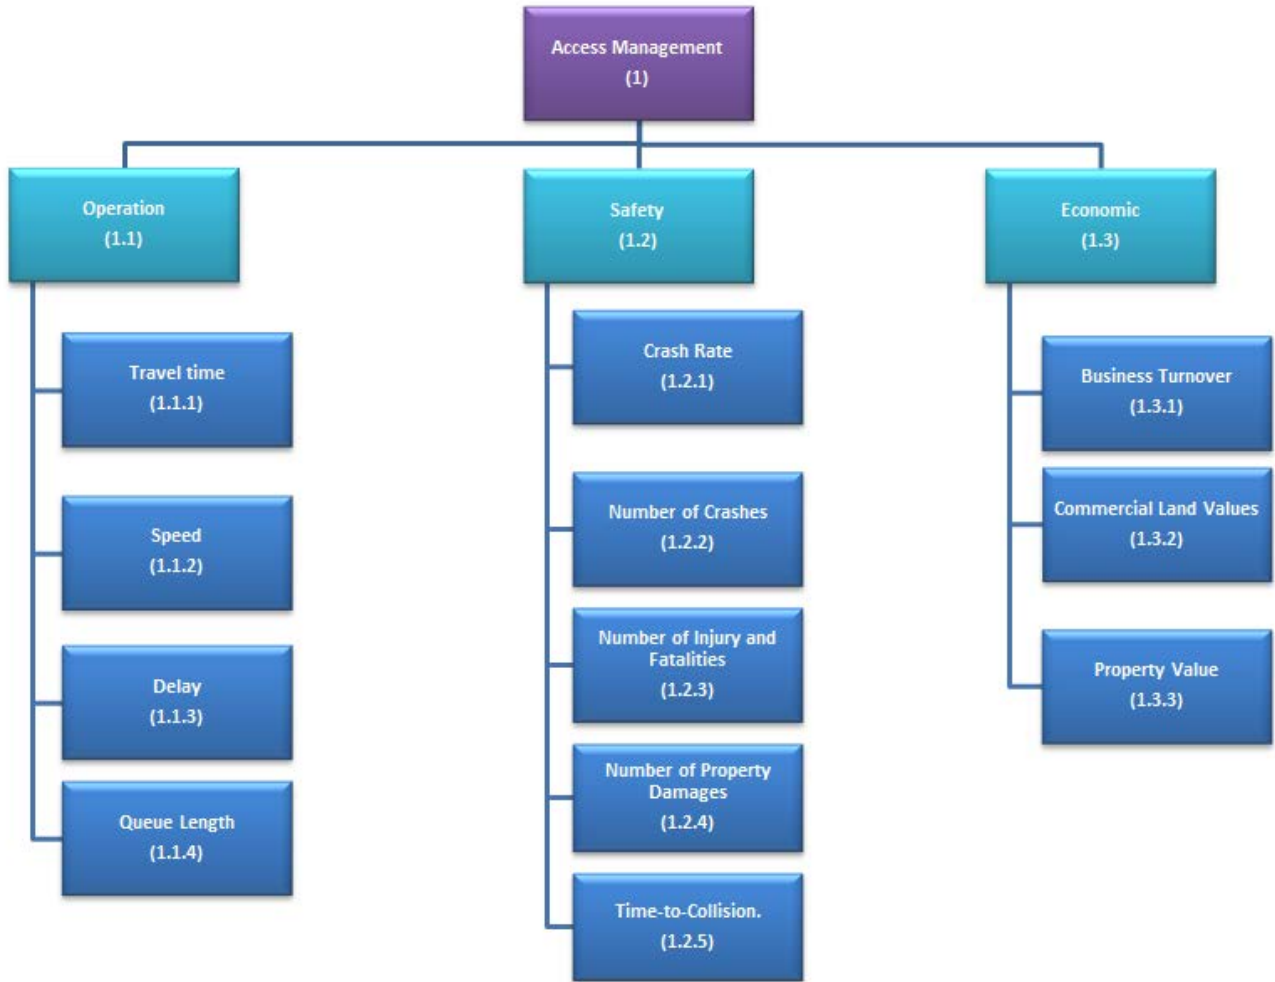 Access Management
(1)
Operation
(1.1)
Safety
(1.2)
Economic
(1.3)
Travel time
(1.1.1)
Speed
(1.1.2)
Delay
(1.1.3)
Queue Length
(1.1.4)
Crash Rate
(1.2.1)
Number of Crashes
(1.2.2)
Number of Injury and
Fatalities
(1.2.3)
Number of Property
Damages
(1.2.4)
Time-to-Collision.
(1.2.5)
Business Turnover
(1.3.1)
Commercial Land Values
(1.3.2)
Property Value
(1.3.3)